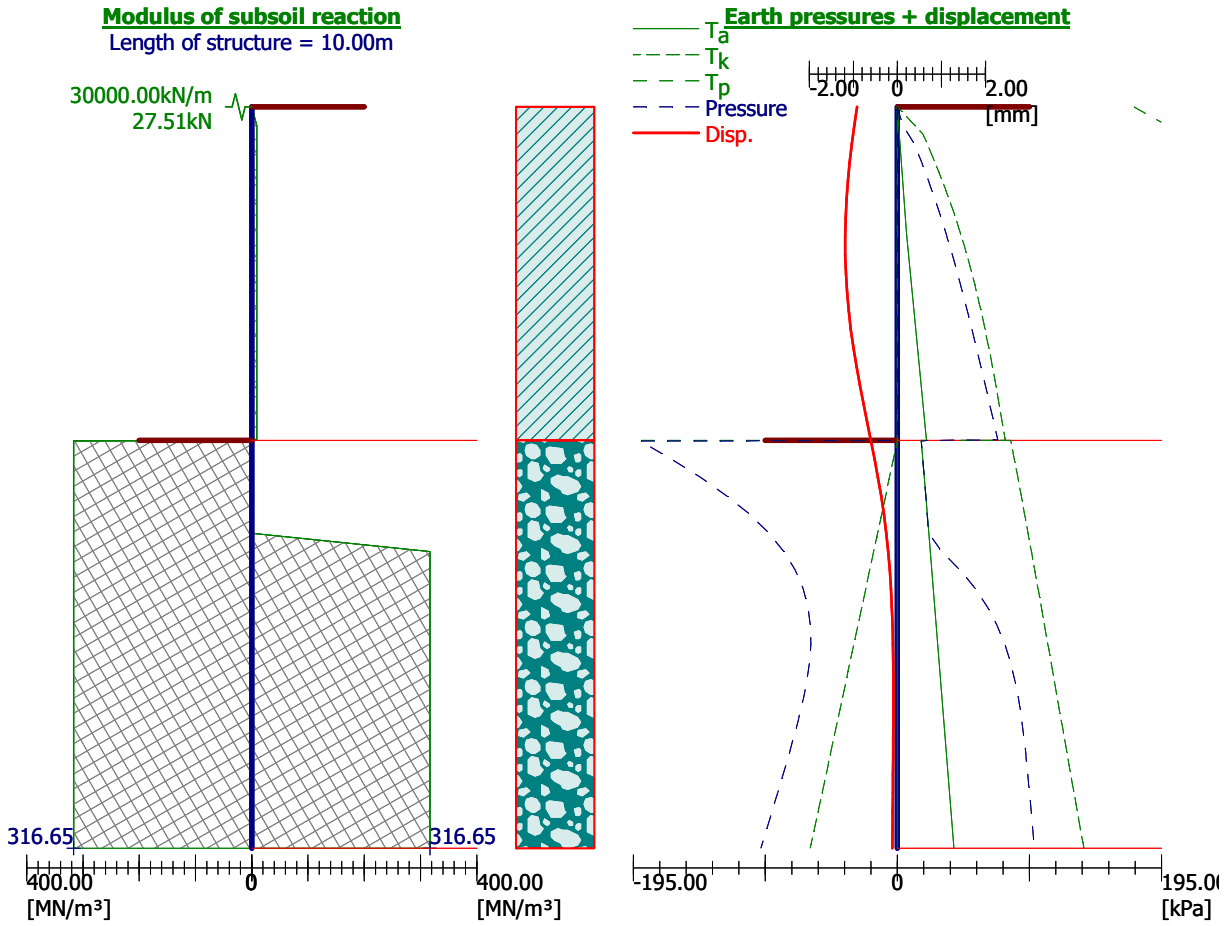 Modulus of subsoil reaction
Length of structure = 10.00m
30000.00kN/m
27.51kN
316.65
316.65
400.00
0
400.00
[MN/m³]
[MN/m³]
Earth pressures + displacement
Ta
Tk
Tp
Pressure
Disp.
-2.00
0
2.00
[mm]
-195.00
0
195.00
[kPa]